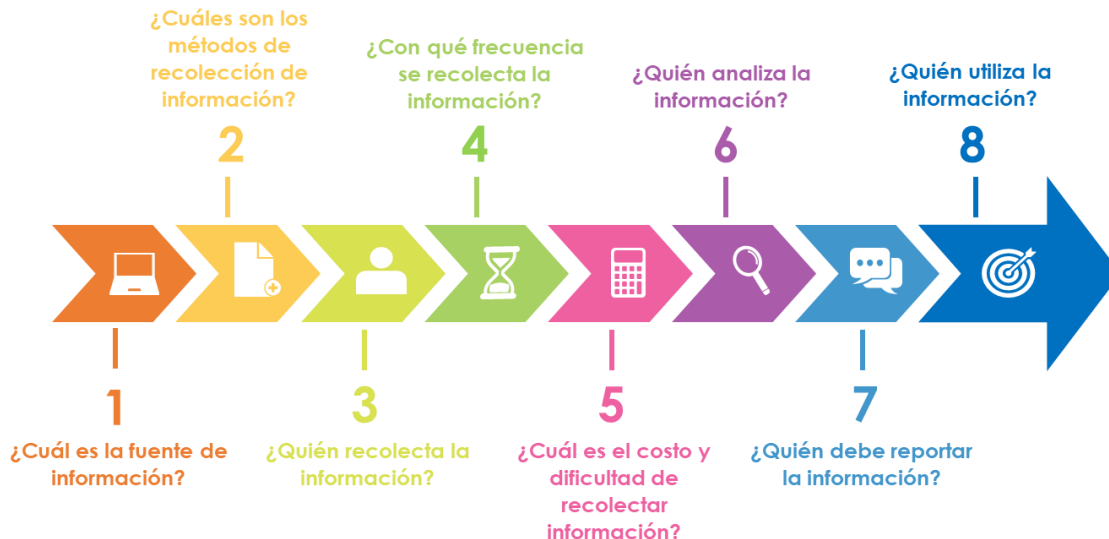 1
¿Cuál es la fuente de
información?
¿Cuáles son los
métodos de
recolección de
información?
2
3
¿Quién recolecta la
información?
¿Con qué frecuencia
se recolecta la
información?
4
5
¿Cuál es el costo y
dificultad de
recolectar
información?
¿Quién analiza la
información?
6
7
¿Quién debe reportar
la información?
¿Quién utiliza la
información?
8